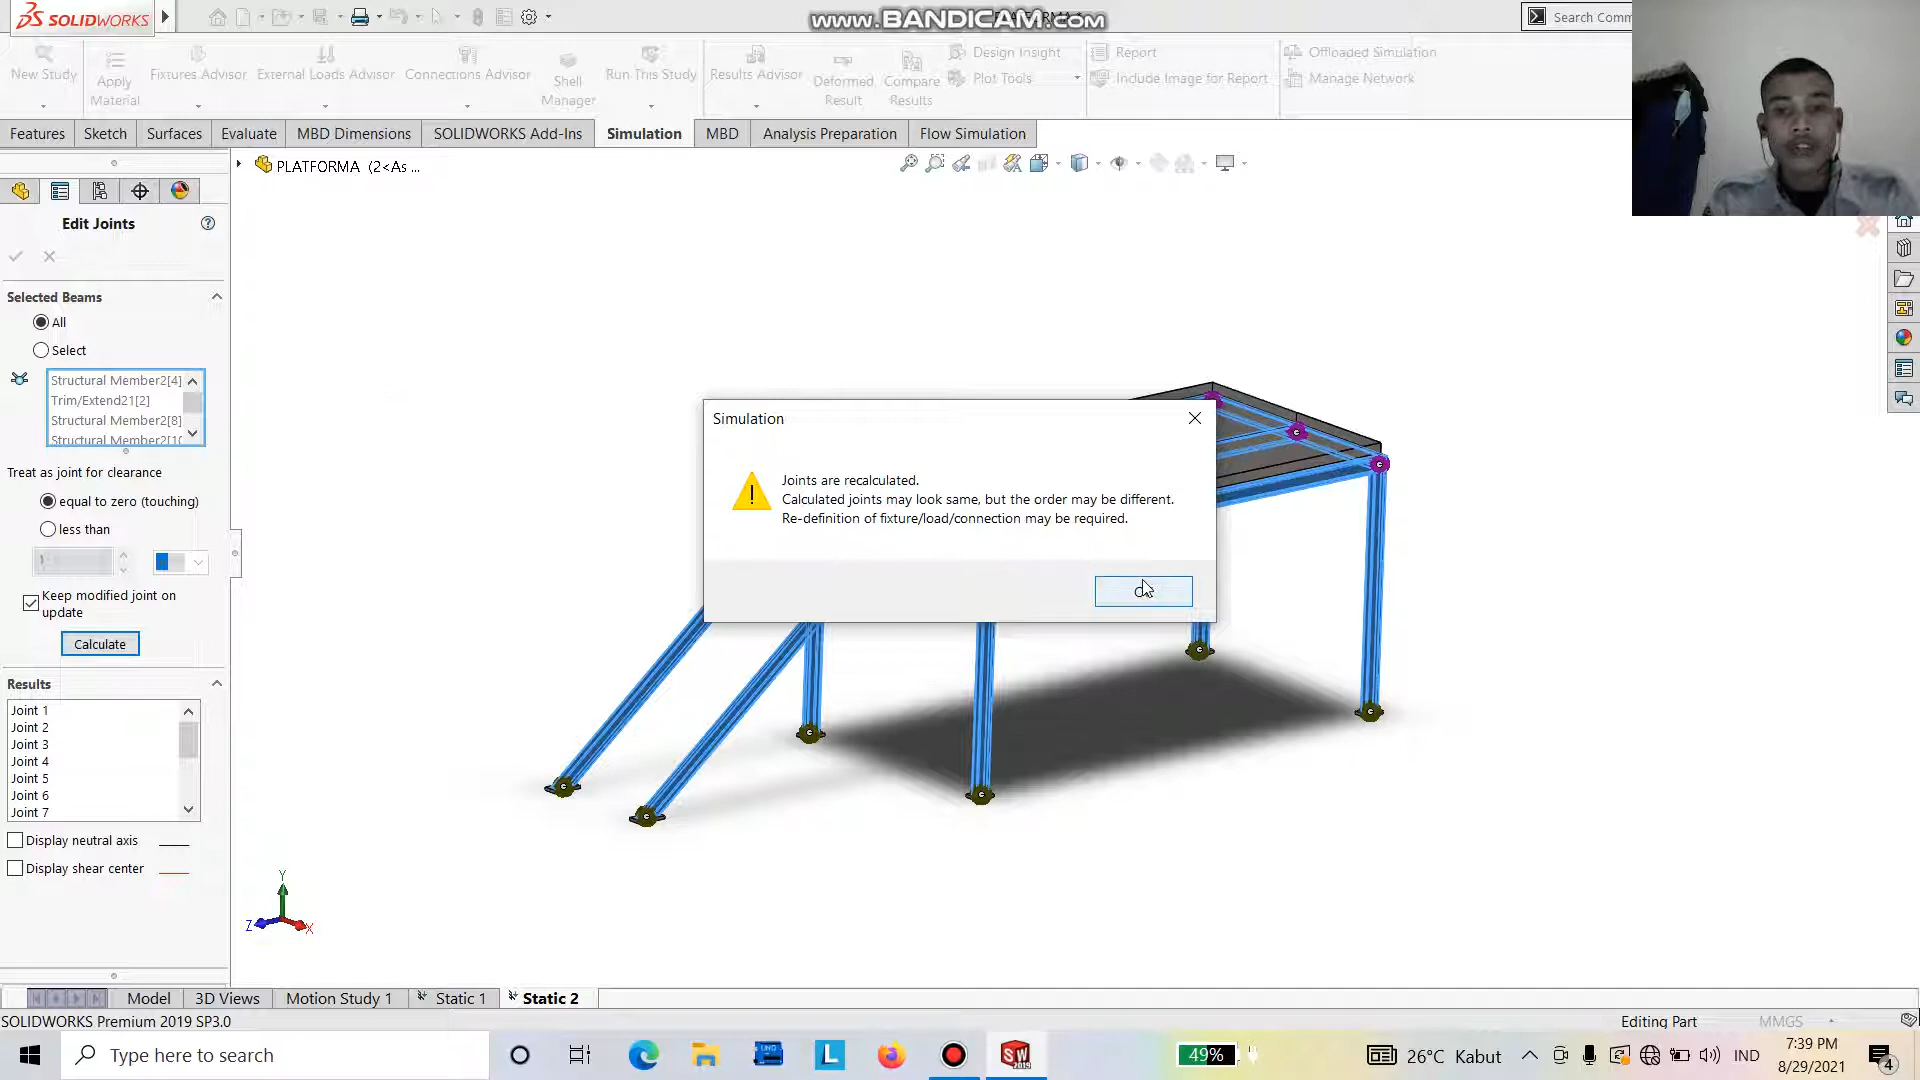 SOLIDWORKS
www.BANDICAM.com
Search Comm
New Study
Apply
Material
Fixtures Advisor
External Loads Advisor
Connections Advisor
Shell
Manager
Run This Study
Results Advisor
Deformed
Result
Compare
Results
Design Insight
Plot Tools
Report
Include Image for Report
Offloaded Simulation
Manage Network
Features
Sketch
Surfaces
Evaluate
MBD Dimensions
SOLIDWORKS Add-Ins
Simulation
MBD
Analysis Preparation
Flow Simulation
PLATFORMA (2<As ...
Edit Joints
Selected Beams
All
Select
Structural Member2[4]
Trim/Extend21[2]
Structural Member2[8]
Structural Member2[1(
Treat as joint for clearance
equal to zero (touching)
less than
Keep modified joint on
update
Calculate
Results
Joint 1
Joint 2
Joint 3
Joint 4
Joint 5
Joint 6
Joint 7
Display neutral axis
Display shear center
Simulation
Joints are recalculated.
Calculated joints may look same, but the order may be different.
Re-definition of fixture/load/connection may be required.
Y
Z
X
Model
3D Views
Motion Study 1
Static 1
Static 2
SOLIDWORKS Premium 2019 SP3.0
Editing Part
MMGS
Type here to search
49%
26°C Kabut
IND
7:39 PM
8/29/2021
4